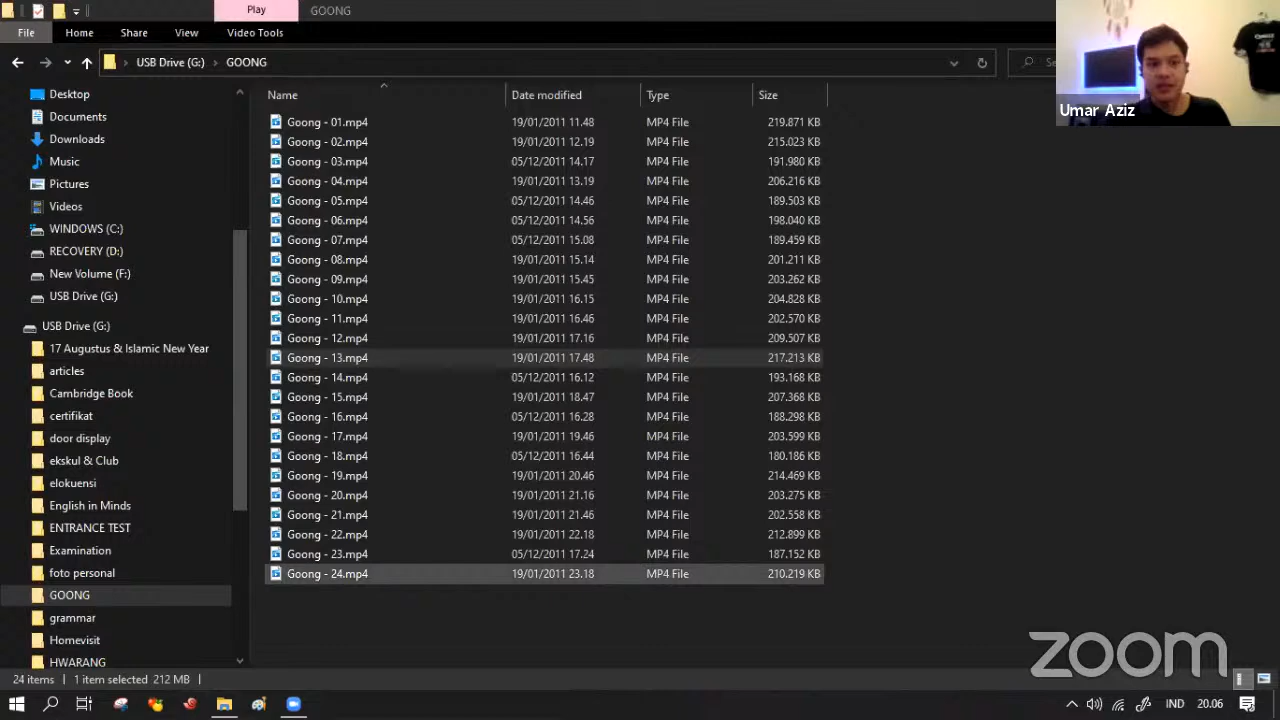 Play GOONG
File Home Share View Video Tools
USB Drive (G:) GOONG
Name Date modified Type Size
Desktop
Documents
Downloads
Music
Pictures
Videos
WINDOWS (C:)
RECOVERY (D:)
New Volume (F:)
USB Drive (G:)
USB Drive (G:)
17 Augustus & Islamic New Year
articles
Cambridge Book
certifikat
door display
ekskul & Club
elokuensi
English in Minds
ENTRANCE TEST
Examination
foto personal
GOONG
grammar
Homevisit
HWARANG
Goong - 01.mp4 19/01/2011 11.48 MP4 File 219.871 KB
Goong - 02.mp4 19/01/2011 12.19 MP4 File 215.023 KB
Goong - 03.mp4 05/12/2011 14.17 MP4 File 191.980 KB
Goong - 04.mp4 19/01/2011 13.19 MP4 File 206.216 KB
Goong - 05.mp4 05/12/2011 14.46 MP4 File 189.503 KB
Goong - 06.mp4 05/12/2011 14.56 MP4 File 198.040 KB
Goong - 07.mp4 05/12/2011 15.08 MP4 File 189.459 KB
Goong - 08.mp4 19/01/2011 15.14 MP4 File 201.211 KB
Goong - 09.mp4 19/01/2011 15.45 MP4 File 203.262 KB
Goong - 10.mp4 19/01/2011 16.15 MP4 File 204.828 KB
Goong - 11.mp4 19/01/2011 16.46 MP4 File 202.570 KB
Goong - 12.mp4 19/01/2011 17.16 MP4 File 209.507 KB
Goong - 13.mp4 19/01/2011 17.48 MP4 File 217.213 KB
Goong - 14.mp4 05/12/2011 16.12 MP4 File 193.168 KB
Goong - 15.mp4 19/01/2011 18.47 MP4 File 207.368 KB
Goong - 16.mp4 05/12/2011 16.28 MP4 File 188.298 KB
Goong - 17.mp4 19/01/2011 19.46 MP4 File 203.599 KB
Goong - 18.mp4 05/12/2011 16.44 MP4 File 180.186 KB
Goong - 19.mp4 19/01/2011 20.46 MP4 File 214.469 KB
Goong - 20.mp4 19/01/2011 21.16 MP4 File 203.275 KB
Goong - 21.mp4 19/01/2011 21.46 MP4 File 202.558 KB
Goong - 22.mp4 19/01/2011 22.18 MP4 File 212.899 KB
Goong - 23.mp4 05/12/2011 17.24 MP4 File 187.152 KB
Goong - 24.mp4 19/01/2011 23.18 MP4 File 210.219 KB
Umar Aziz
zoom
24 items 1 item selected 212 MB
IND 20.06